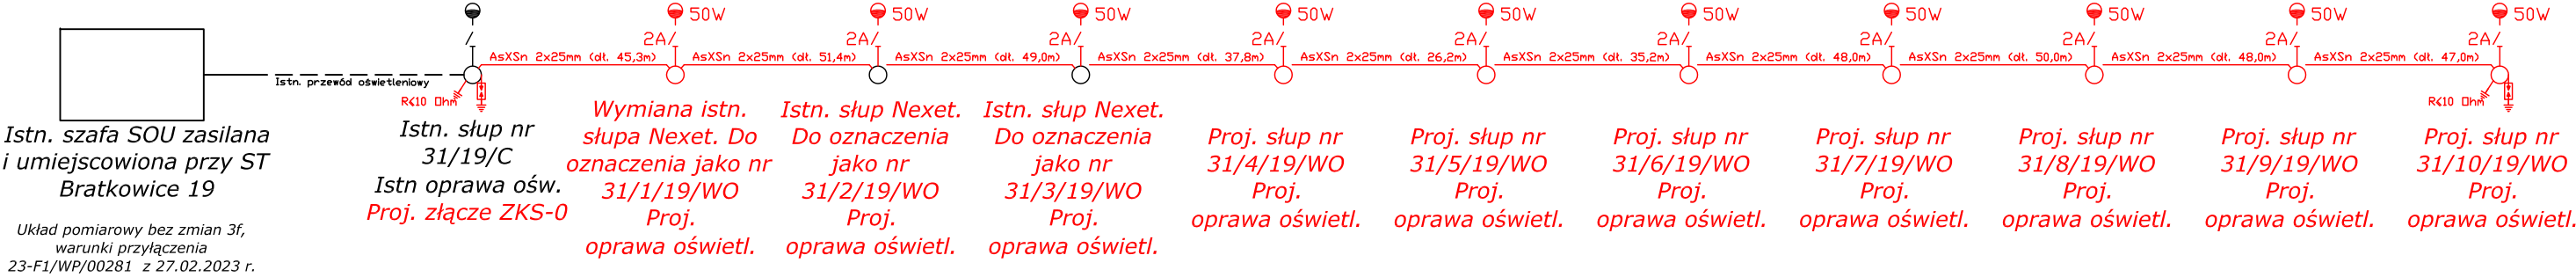 50W 50W 50W 50W 50W 50W 50W 50W 50W 50W
/ 2A/ 2A/ 2A/ 2A/ 2A/ 2A/ 2A/ 2A/ 2A/ 2A/
AsXSn 2x25mm (dł. 45,3m) AsXSn 2x25mm (dł. 51,4m) AsXSn 2x25mm (dł. 49,0m) AsXSn 2x25mm (dł. 37,8m) AsXSn 2x25mm (dł. 26,2m) AsXSn 2x25mm (dł. 35,2m) AsXSn 2x25mm (dł. 48,0m) AsXSn 2x25mm (dł. 50,0m) AsXSn 2x25mm (dł. 48,0m) AsXSn 2x25mm (dł. 47,0m)
Istn. przewód oświetleniowy
R≤10 Ohm
R≤10 Ohm
Istn. szafa SOU zasilana
i umiejscowiona przy ST
Bratkowice 19
Układ pomiarowy bez zmian 3f,
warunki przyłączenia
23-F1/WP/00281 z 27.02.2023 r.
Istn. słup nr
31/19/C
Istn oprawa ośw.
Proj. złącze ZKS-0
Wymiana istn.
słupa Nexet. Do
oznaczenia jako nr
31/1/19/WO
Proj.
oprawa oświetl.
Istn. słup Nexet.
Do oznaczenia
jako nr
31/2/19/WO
Proj.
oprawa oświetl.
Istn. słup Nexet.
Do oznaczenia
jako nr
31/3/19/WO
Proj.
oprawa oświetl.
Proj. słup nr
31/4/19/WO
Proj.
oprawa oświetl.
Proj. słup nr
31/5/19/WO
Proj.
oprawa oświetl.
Proj. słup nr
31/6/19/WO
Proj.
oprawa oświetl.
Proj. słup nr
31/7/19/WO
Proj.
oprawa oświetl.
Proj. słup nr
31/8/19/WO
Proj.
oprawa oświetl.
Proj. słup nr
31/9/19/WO
Proj.
oprawa oświetl.
Proj. słup nr
31/10/19/WO
Proj.
oprawa oświetl.